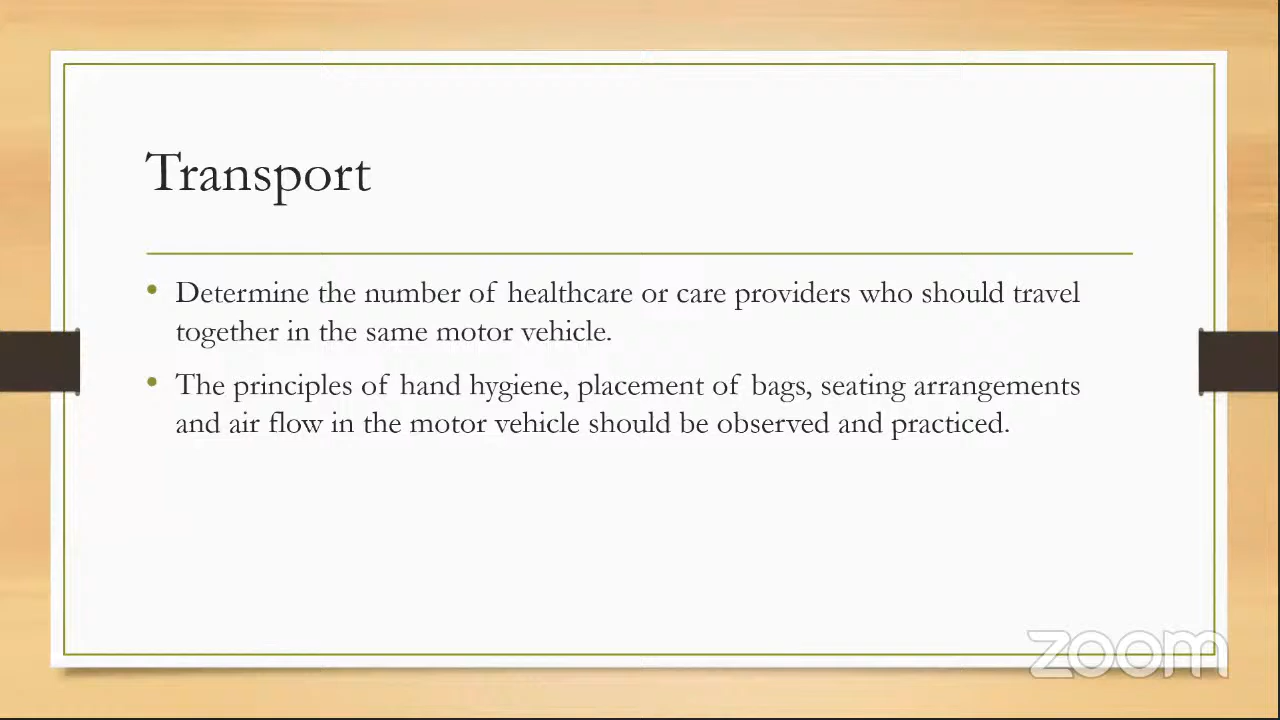 Transport
• Determine the number of healthcare or care providers who should travel
together in the same motor vehicle.
• The principles of hand hygiene, placement of bags, seating arrangements
and air flow in the motor vehicle should be observed and practiced.
zoom